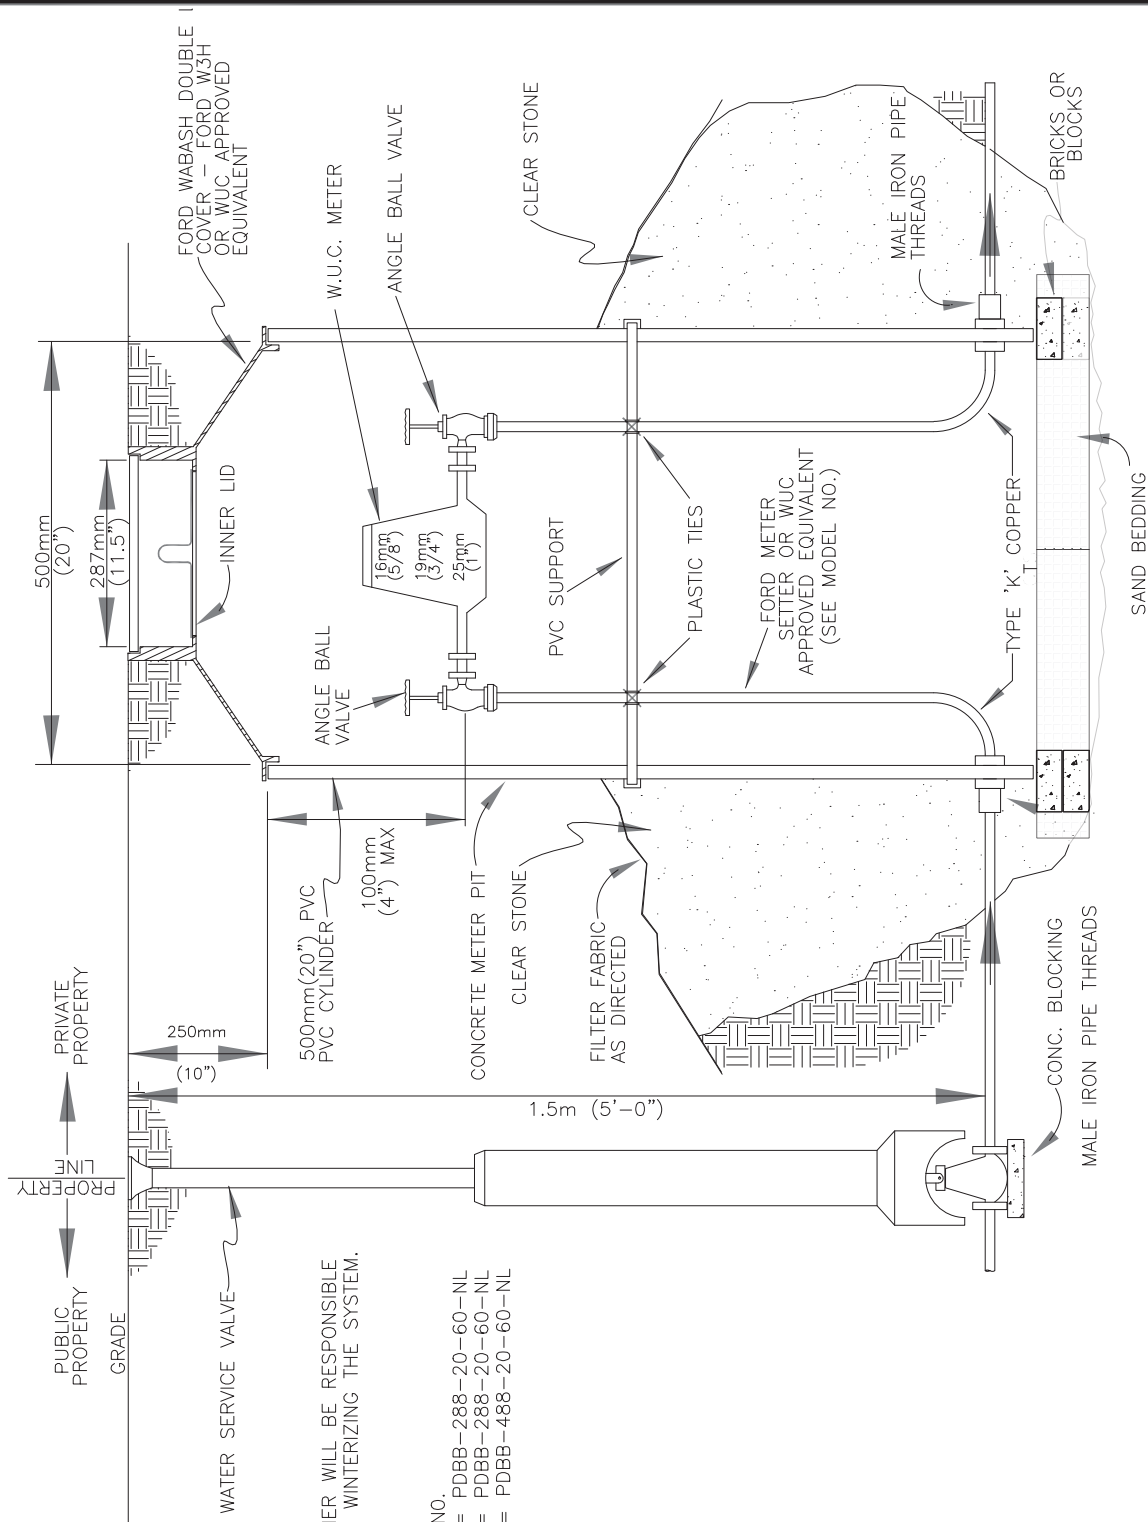 PUBLIC
PROPERTY
PRIVATE
PROPERTY
PROPERTY
LINE
GRADE
500mm
(20")
287mm
(11.5")
FORD WABASH DOUBLE
COVER – FORD W3H
OR WUC APPROVED
EQUIVALENT
INNER LID
W.U.C. METER
ANGLE BALL VALVE
16mm
(5/8")
19mm
(3/4")
25mm
(1")
ANGLE BALL
VALVE
250mm
(10")
WATER SERVICE VALVE
500mm(20") PVC
PVC CYLINDER
100mm
(4") MAX
WILL BE RESPONSIBLE
WINTERIZING THE SYSTEM.
CONCRETE METER PIT
CLEAR STONE
CLEAR STONE
PVC SUPPORT
FILTER FABRIC
AS DIRECTED
1.5m (5'-0")
PLASTIC TIES
FORD METER
SETTER OR WUC
APPROVED EQUIVALENT
(SEE MODEL NO.)
NO.
= PDBB-288-20-60-NL
= PDBB-288-20-60-NL
= PDBB-488-20-60-NL
MALE IRON PIPE
THREADS
TYPE 'K' COPPER
BRICKS OR
BLOCKS
CONC. BLOCKING
MALE IRON PIPE THREADS
SAND BEDDING